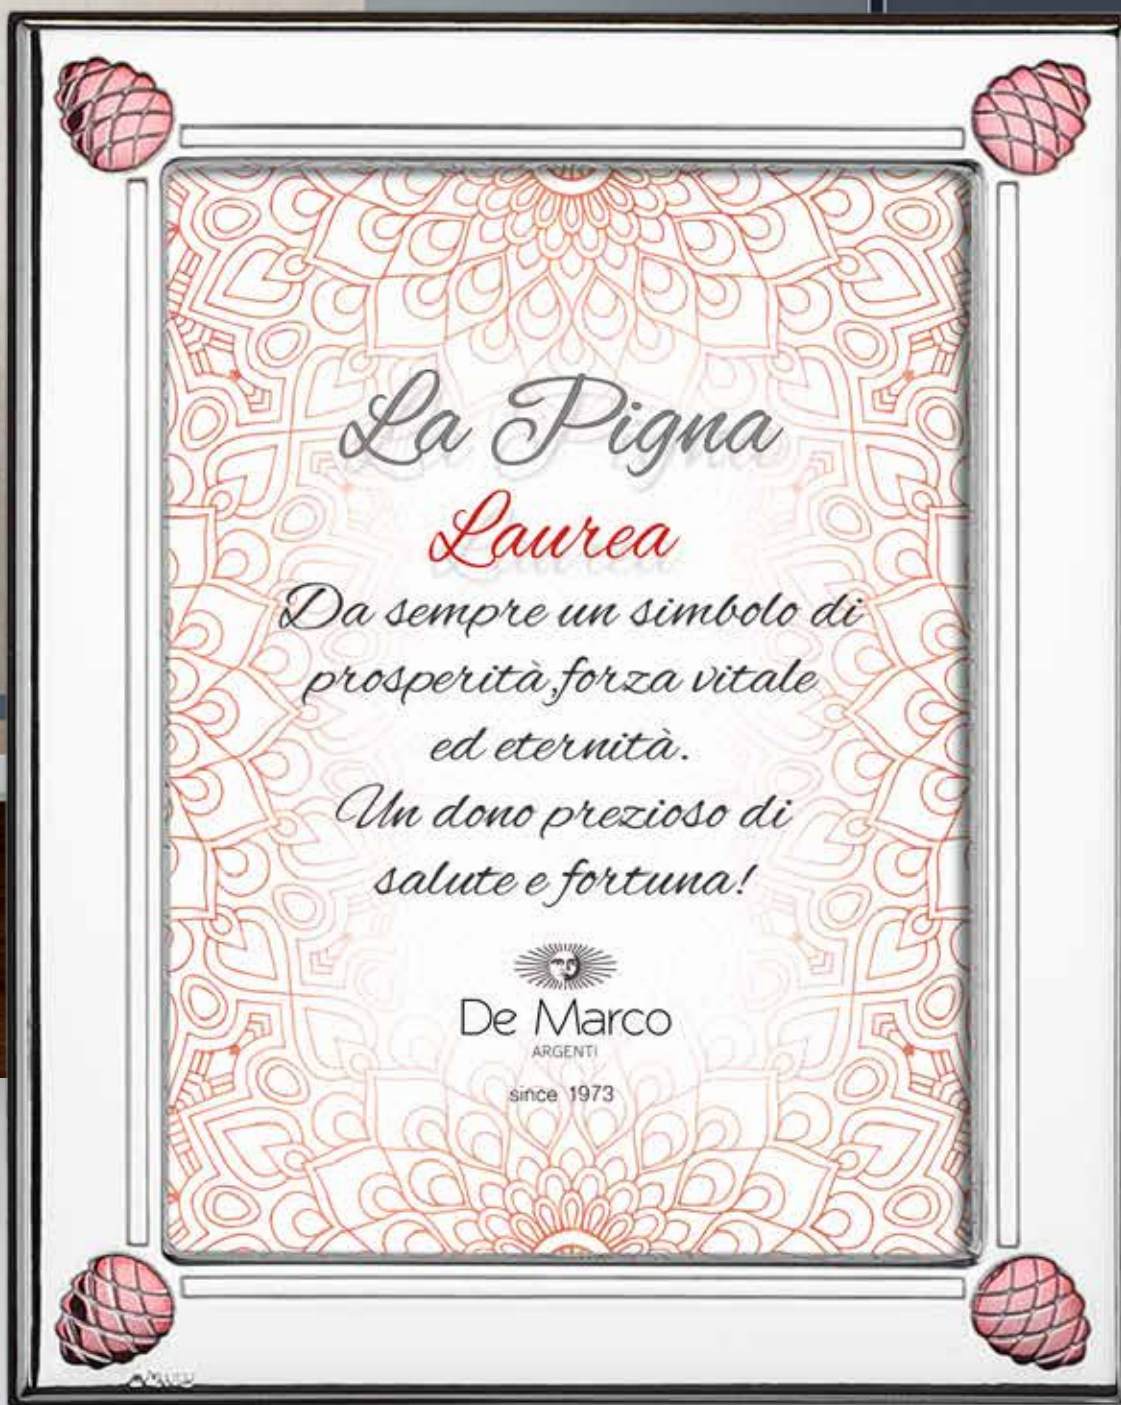 La Pigna
Laurea
Da sempre un simbolo di
prosperità,forza vitale
ed eternità.
Un dono prezioso di
salute e fortuna!
De Marco
ARGENTI
since 1973